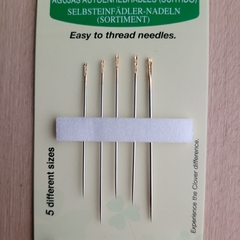 AGUJAS AUTOENHEBRABLES (SURTIDO)
SELBSTEINFÄDLER-NADELN
(SORTIMENT)
Easy to thread needles.
5 different sizes
Experience the Clover difference.